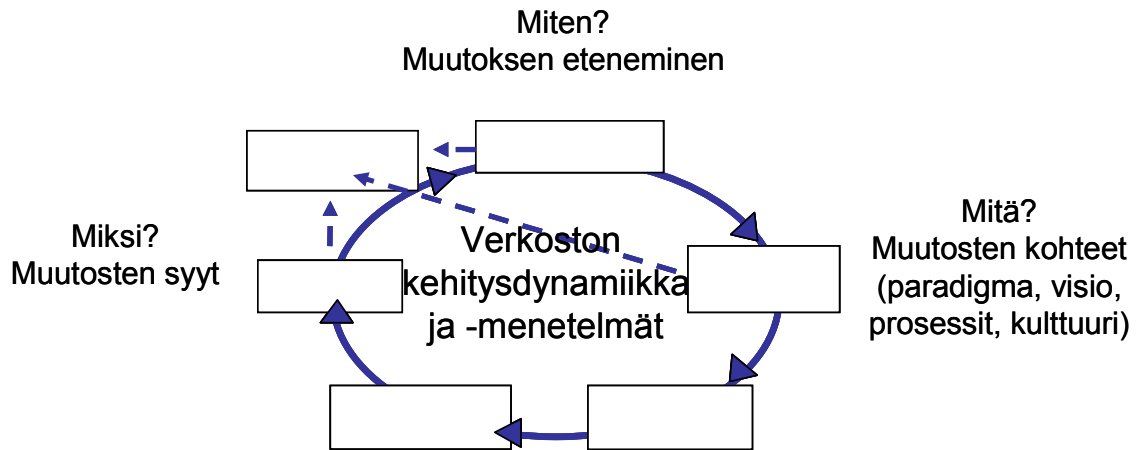 Miten?
Muutoksen eteneminen
Miksi?
Muutosten syyt
Verkoston
kehitysdynamiikka
ja -menetelmät
Mitä?
Muutosten kohteet
(paradigma, visio,
prosessit, kulttuuri)